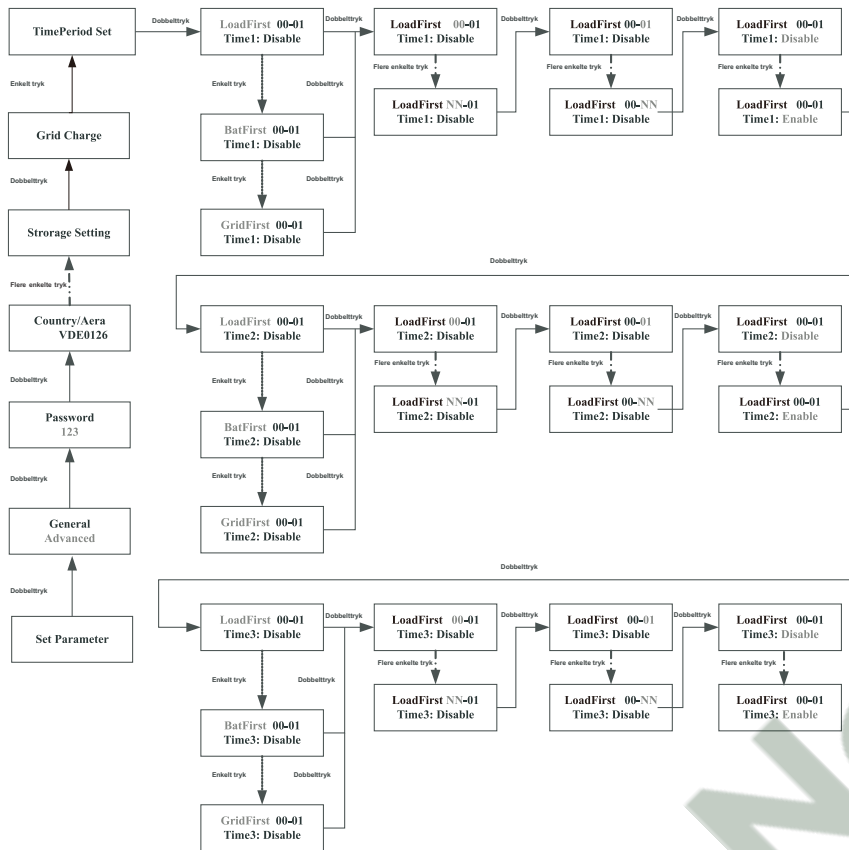 TimePeriod Set
Dobbelttryk
LoadFirst 00-01
Time1: Disable
Dobbelttryk
LoadFirst 00-01
Time1: Disable
Dobbelttryk
LoadFirst 00-01
Time1: Disable
Dobbelttryk
LoadFirst 00-01
Time1: Disable
Enkelt tryk
Enkelt tryk
Dobbelttryk
Flere enkelte tryk
Flere enkelte tryk
Flere enkelte tryk
LoadFirst NN-01
Time1: Disable
LoadFirst 00-NN
Time1: Disable
LoadFirst 00-01
Time1: Enable
Grid Charge
BatFirst 00-01
Time1: Disable
Dobbelttryk
Enkelt tryk
Dobbelttryk
Strorage Setting
GridFirst 00-01
Time1: Disable
Dobbelttryk
Flere enkelte tryk
Country/Aera
VDE0126
LoadFirst 00-01
Time2: Disable
Dobbelttryk
LoadFirst 00-01
Time2: Disable
Dobbelttryk
LoadFirst 00-01
Time2: Disable
Dobbelttryk
LoadFirst 00-01
Time2: Disable
Dobbelttryk
Enkelt tryk
Dobbelttryk
Flere enkelte tryk
Flere enkelte tryk
Flere enkelte tryk
LoadFirst NN-01
Time2: Disable
LoadFirst 00-NN
Time2: Disable
LoadFirst 00-01
Time2: Enable
Password
123
BatFirst 00-01
Time2: Disable
Dobbelttryk
Enkelt tryk
Dobbelttryk
General
Advanced
GridFirst 00-01
Time2: Disable
Dobbelttryk
Dobbelttryk
Set Parameter
LoadFirst 00-01
Time3: Disable
Dobbelttryk
LoadFirst 00-01
Time3: Disable
Dobbelttryk
LoadFirst 00-01
Time3: Disable
Dobbelttryk
LoadFirst 00-01
Time3: Disable
Enkelt tryk
Dobbelttryk
Flere enkelte tryk
Flere enkelte tryk
Flere enkelte tryk
LoadFirst NN-01
Time3: Disable
LoadFirst 00-NN
Time3: Disable
LoadFirst 00-01
Time3: Enable
BatFirst 00-01
Time3: Disable
Enkelt tryk
Dobbelttryk
GridFirst 00-01
Time3: Disable